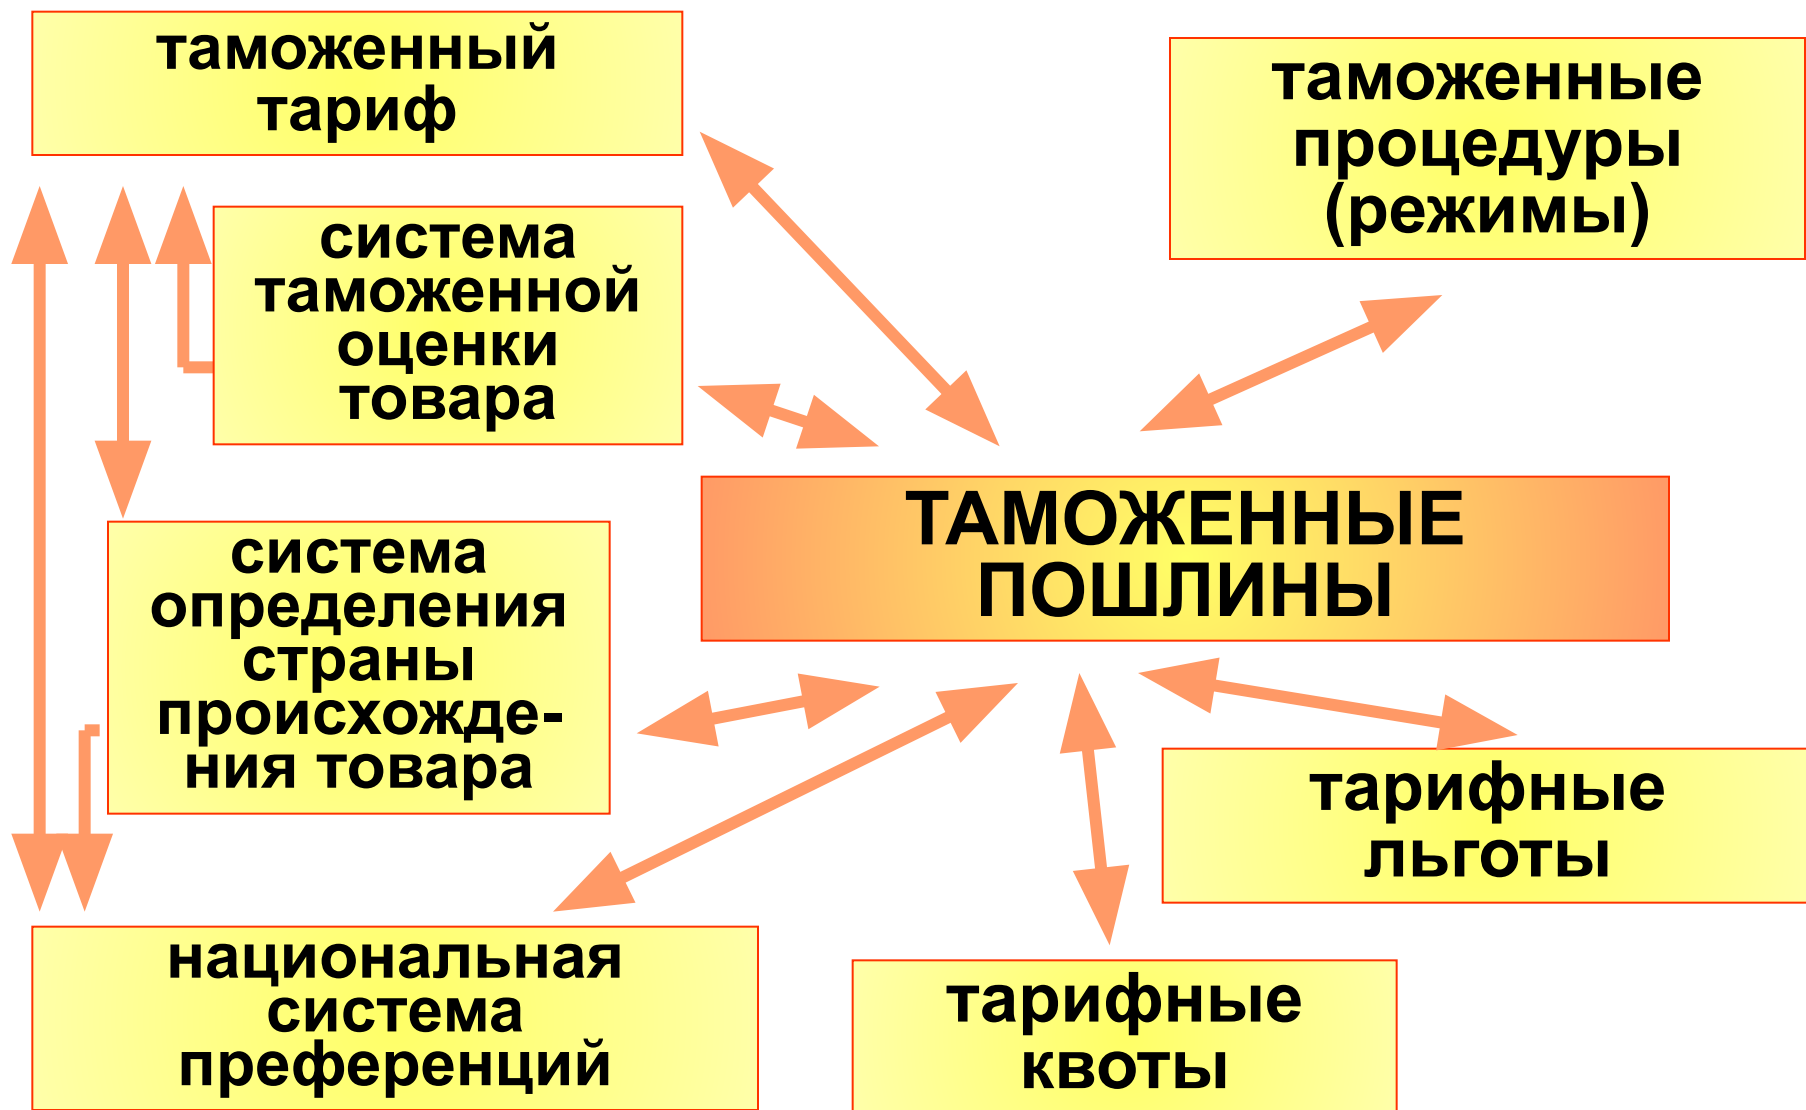 таможенный
тариф
таможенные
процедуры
(режимы)
система
таможенной
оценки
товара
ТАМОЖЕННЫЕ
ПОШЛИНЫ
система
определения
страны
происхожде-
ния товара
тарифные
льготы
национальная
система
преференций
тарифные
квоты